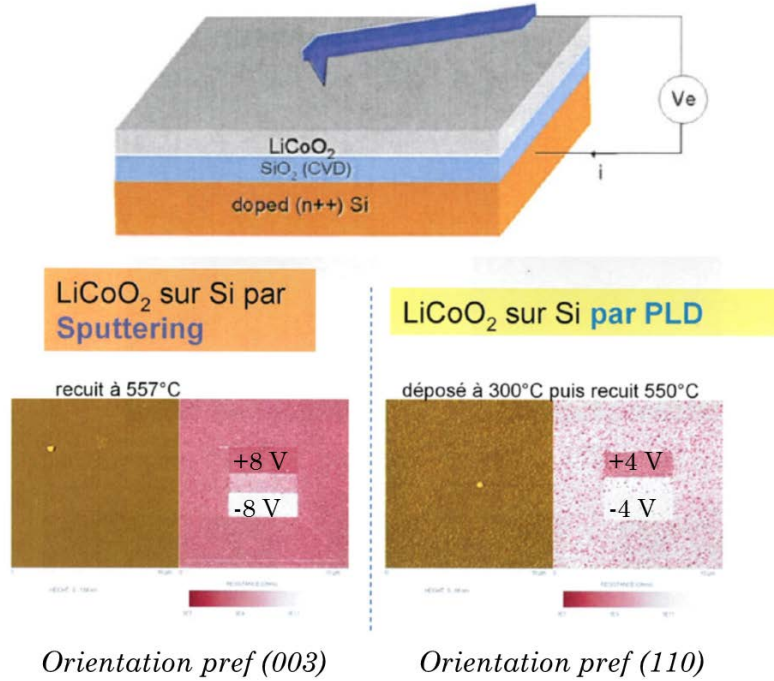 Ve
LiCoO₂
SiO₂ (CVD)
i
doped (n++) Si
LiCoO₂ sur Si par
Sputtering
LiCoO₂ sur Si par PLD
recuit à 557°C
déposé à 300°C puis recuit 550°C
+8 V
-8 V
+4 V
-4 V
Orientation pref (003)
Orientation pref (110)